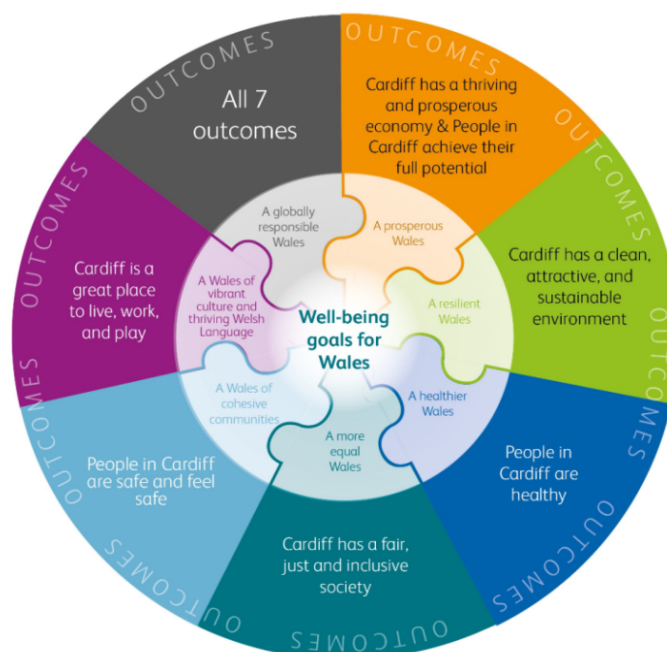 OUTCOMES
All 7
outcomes
A globally
responsible
Wales
OUTCOMES
OUTCOMES
Cardiff has a thriving
and prosperous
economy & People in
Cardiff achieve their
full potential
A prosperous
Wales
OUTCOMES
OUTCOMES
Cardiff has a clean,
attractive, and
sustainable
environment
A resilient
Wales
OUTCOMES
People in
Cardiff are
healthy
A healthier
Wales
OUTCOMES
OUTCOMES
Cardiff has a fair,
just and inclusive
society
A more
equal
Wales
OUTCOMES
OUTCOMES
People in Cardiff
are safe and feel
safe
A Wales of
cohesive
communities
OUTCOMES
OUTCOMES
Cardiff is a
great place
to live, work,
and play
A Wales of
vibrant
culture and
thriving Welsh
Language
Well-being
goals for
Wales